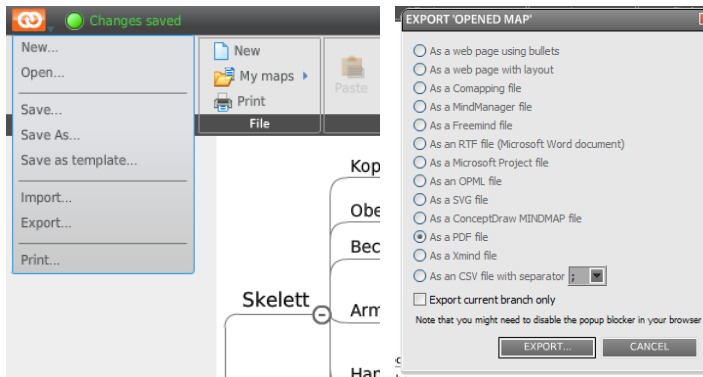 Changes saved
New...
Open...
Save...
Save As...
Save as template...
Import...
Export...
Print...
New
My maps
Print
Paste
File
Kop
Obe
Bec
Skelett
Arm
Han
EXPORT 'OPENED MAP'
As a web page using bullets
As a web page with layout
As a Comapping file
As a MindManager file
As a Freemind file
As an RTF file (Microsoft Word document)
As a Microsoft Project file
As an OPML file
As a SVG file
As a ConceptDraw MINDMAP file
As a PDF file
As a Xmind file
As an CSV file with separator ;
Export current branch only
Note that you might need to disable the popup blocker in your browser
EXPORT...
CANCEL